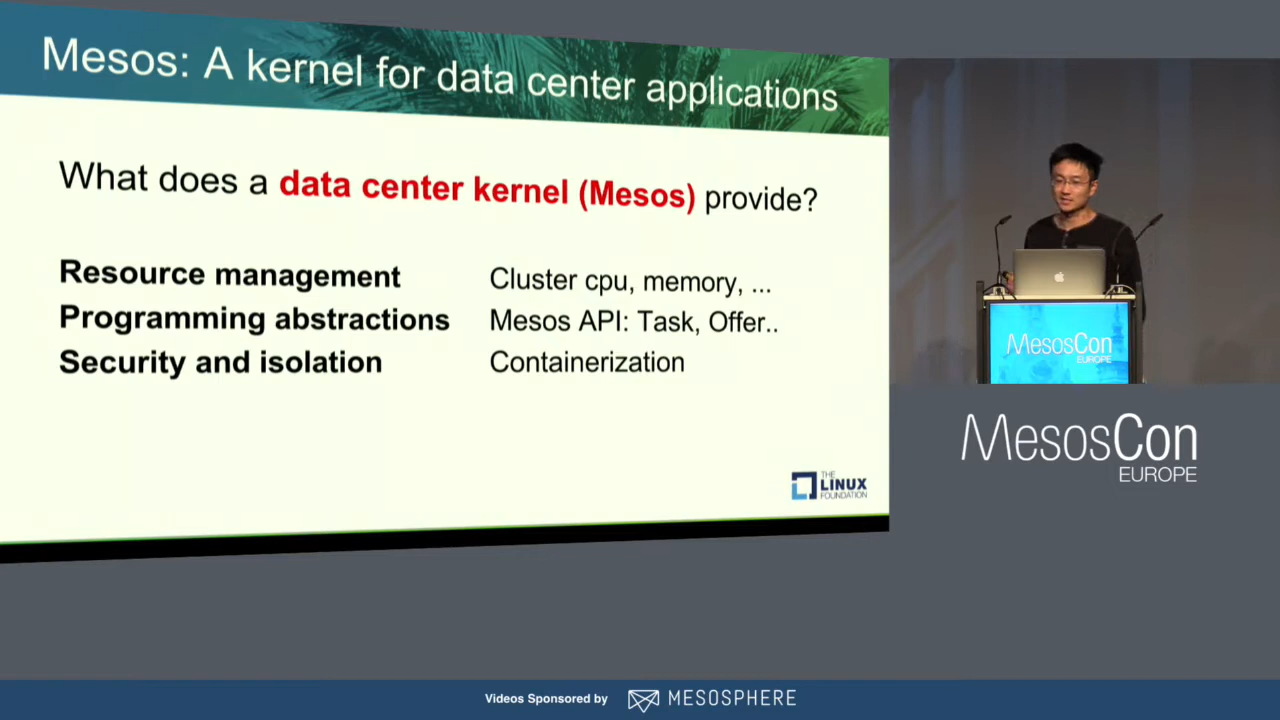 Mesos: A kernel for data center applications
What does a data center kernel (Mesos) provide?
Resource management Cluster cpu, memory, ...
Programming abstractions Mesos API: Task, Offer..
Security and isolation Containerization
THE
LINUX
FOUNDATION
MesosCon
EUROPE
MesosCon
EUROPE
Videos Sponsored by MESOSPHERE